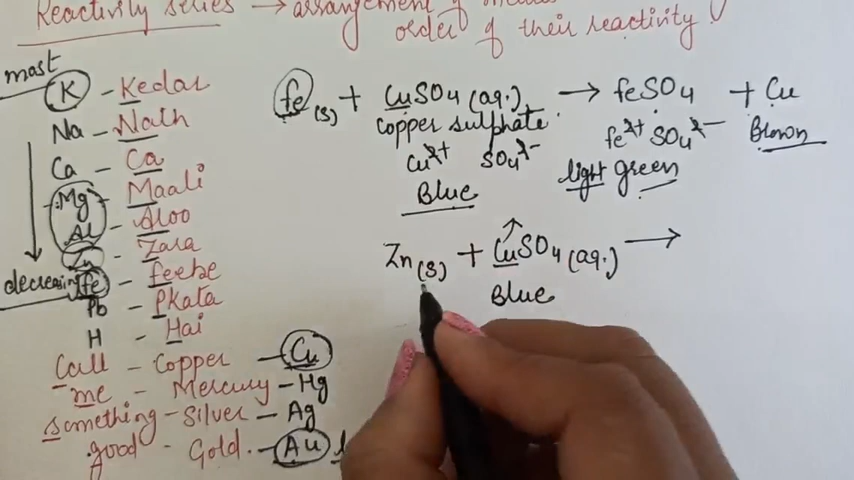 Reactivity series → arrangement of metals
order of their reactivity!
most
K - Kedar
Na - Nath
Ca - Ca
Mg - Maali
Al - Aloo
Zn - Zara
decreasing
fe - feeke
Pb - Pkata
H - Hai
Call - Copper - Cu
me - Mercury - Hg
something - Silver - Ag
good - Gold. - Au
fe (s) + CuSO4 (aq.) → feSO4 + Cu
Copper sulphate.
Cu2+ SO42- fe2+ SO42- Brown
Blue light green
Zn(s) + CuSO4 (aq.) →
Blue